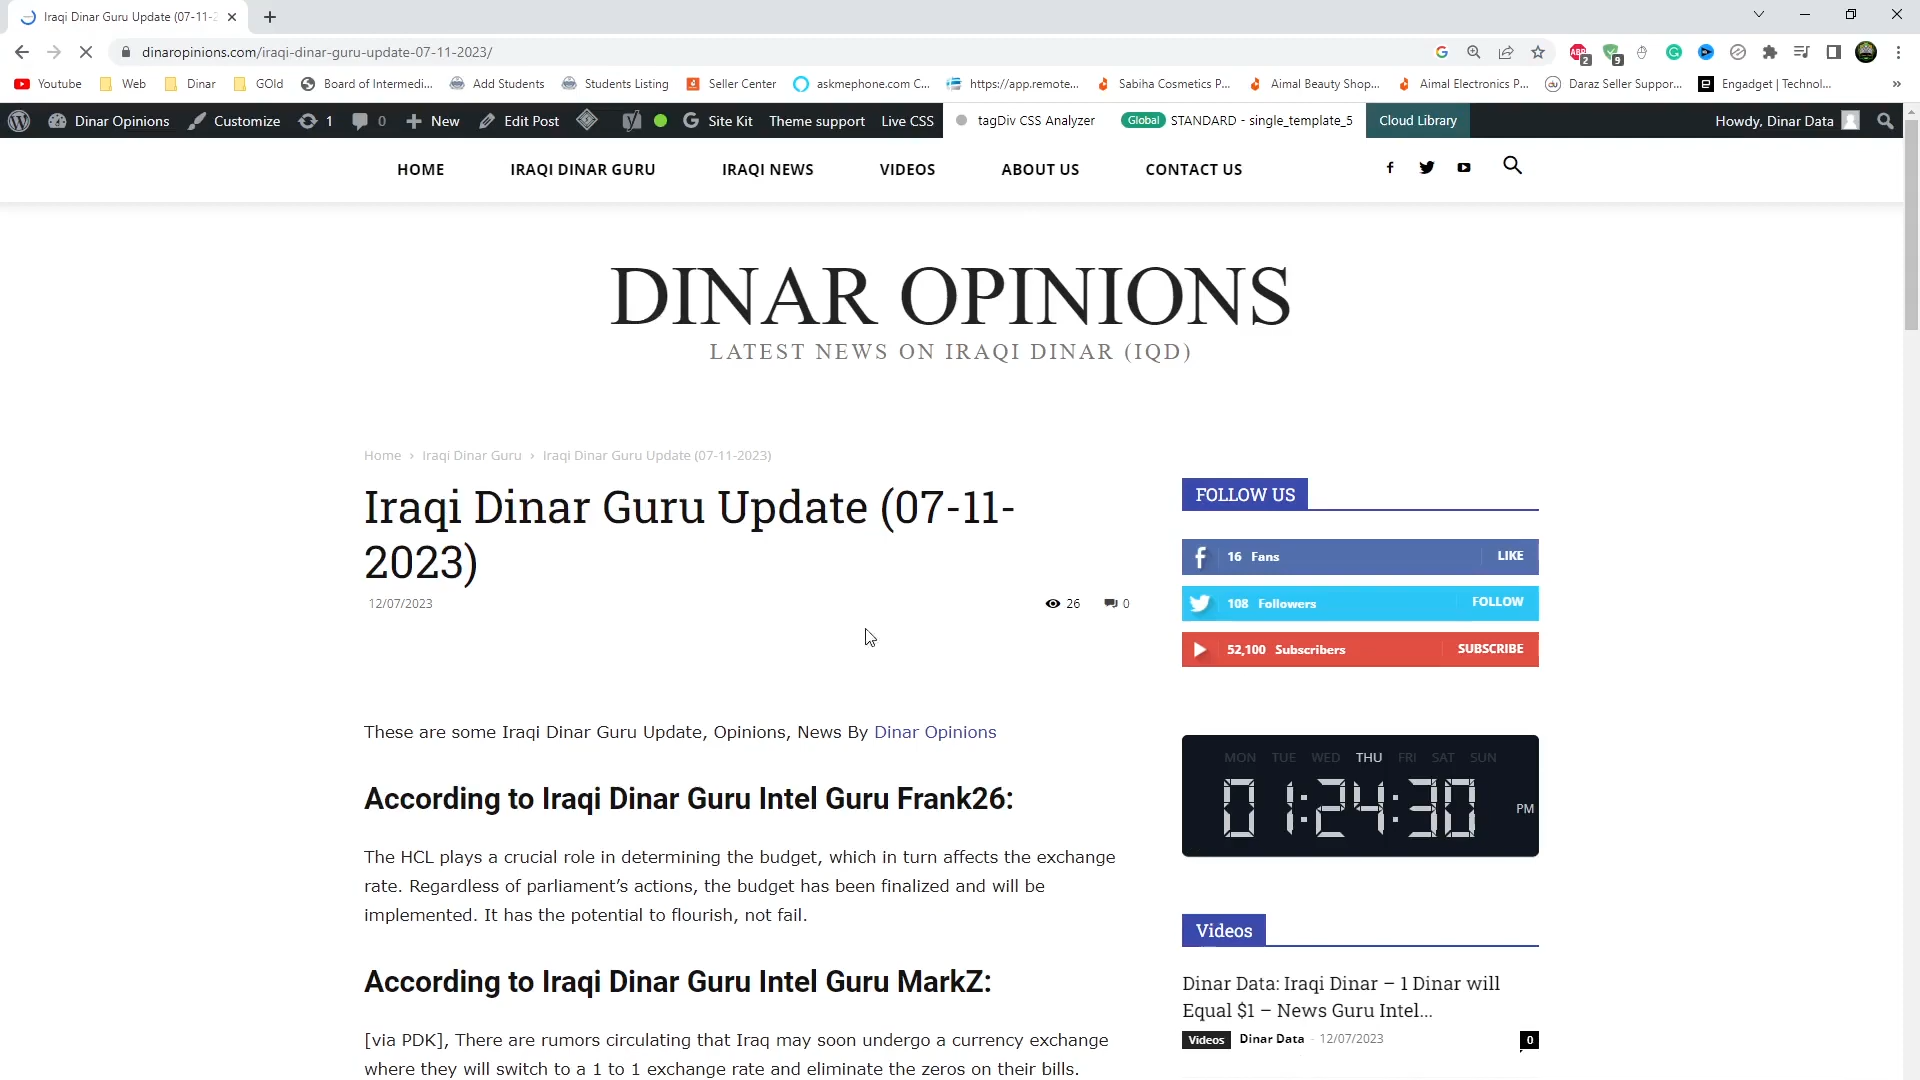 Iraqi Dinar Guru Update (07-11-2
dinaropinions.com/iraqi-dinar-guru-update-07-11-2023/
2
9
Youtube Web Dinar GOld Board of Intermedi... Add Students Students Listing Seller Center askmephone.com C... https://app.remote... Sabiha Cosmetics P... Aimal Beauty Shop... Aimal Electronics P... Daraz Seller Suppor... Engadget | Technol... »
Dinar Opinions Customize 1 0 New Edit Post Site Kit Theme support Live CSS tagDiv CSS Analyzer Global STANDARD - single_template_5 Cloud Library Howdy, Dinar Data
HOME IRAQI DINAR GURU IRAQI NEWS VIDEOS ABOUT US CONTACT US
DINAR OPINIONS
LATEST NEWS ON IRAQI DINAR (IQD)
Home › Iraqi Dinar Guru › Iraqi Dinar Guru Update (07-11-2023)
Iraqi Dinar Guru Update (07-11-
2023)
12/07/2023 26 0
These are some Iraqi Dinar Guru Update, Opinions, News By Dinar Opinions
According to Iraqi Dinar Guru Intel Guru Frank26:
The HCL plays a crucial role in determining the budget, which in turn affects the exchange
rate. Regardless of parliament’s actions, the budget has been finalized and will be
implemented. It has the potential to flourish, not fail.
According to Iraqi Dinar Guru Intel Guru MarkZ:
[via PDK], There are rumors circulating that Iraq may soon undergo a currency exchange
where they will switch to a 1 to 1 exchange rate and eliminate the zeros on their bills.
FOLLOW US
16 Fans LIKE
108 Followers FOLLOW
52,100 Subscribers SUBSCRIBE
MON TUE WED THU FRI SAT SUN
01:24:30 PM
Videos
Dinar Data: Iraqi Dinar – 1 Dinar will
Equal $1 – News Guru Intel...
Videos Dinar Data - 12/07/2023 0